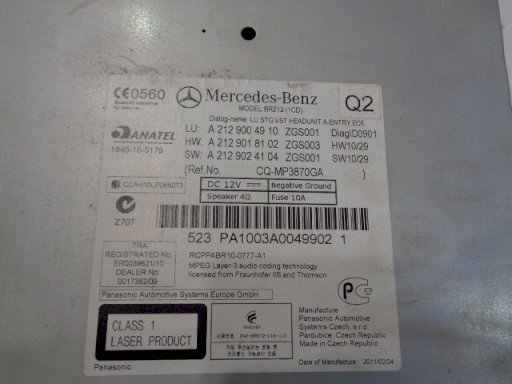 CE0560
Mercedes-Benz
MODEL BR212 (1CD)
Q2
Dialog-name: LU STG.VST HEADUNIT A-ENTRY ECE
ANATEL
1848-10-5179
LU: A 212 900 49 10 ZGS001 DiagID0901
HW: A 212 901 81 02 ZGS003 HW10/29
SW: A 212 902 41 04 ZGS001 SW10/29
(Ref.No. CQ-MP3870GA )
DC 12V Negative Ground
Speaker 4Ω Fuse 10A
Z707
523 PA1003A0049902 1
TRA
REGISTERED No:
ER0039621/10
DEALER No:
0017382/09
RCPPABR10-0777-A1
MPEG Layer-3 audio coding technology
licensed from Fraunhofer IIS and Thomson
Panasonic Automotive Systems Europe GmbH
CLASS 1
LASER PRODUCT
Manufacture
Panasonic Automotive
Systems Czech, s.r.o
Pardubice, Czech Republic
Made in Czech Republic
Panasonic
Date of Manufacture 2011/02/24